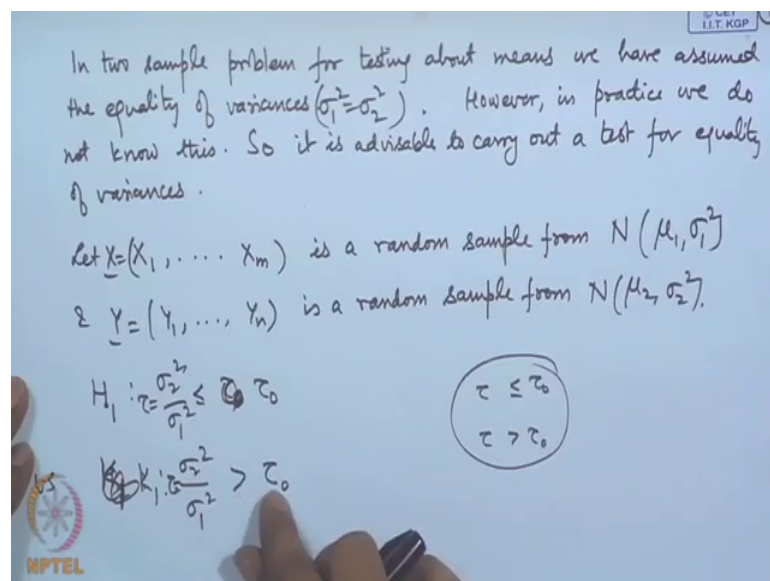 © CET
I.I.T. KGP
In two sample problem for testing about means we have assumed
the equality of variances (σ₁²=σ₂²). However, in practice we do
not know this. So it is advisable to carry out a test for equality
of variances.
Let X=(X₁, .... Xₘ) is a random sample from N(μ₁, σ₁²)
& Y=(Y₁, ..., Yₙ) is a random sample from N(μ₂, σ₂²).
H₁: τ=σ₂²/σ₁² ≤ τ₀
τ ≤ τ₀
τ > τ₀
vs K₁: τ=σ₂²/σ₁² > τ₀
NPTEL